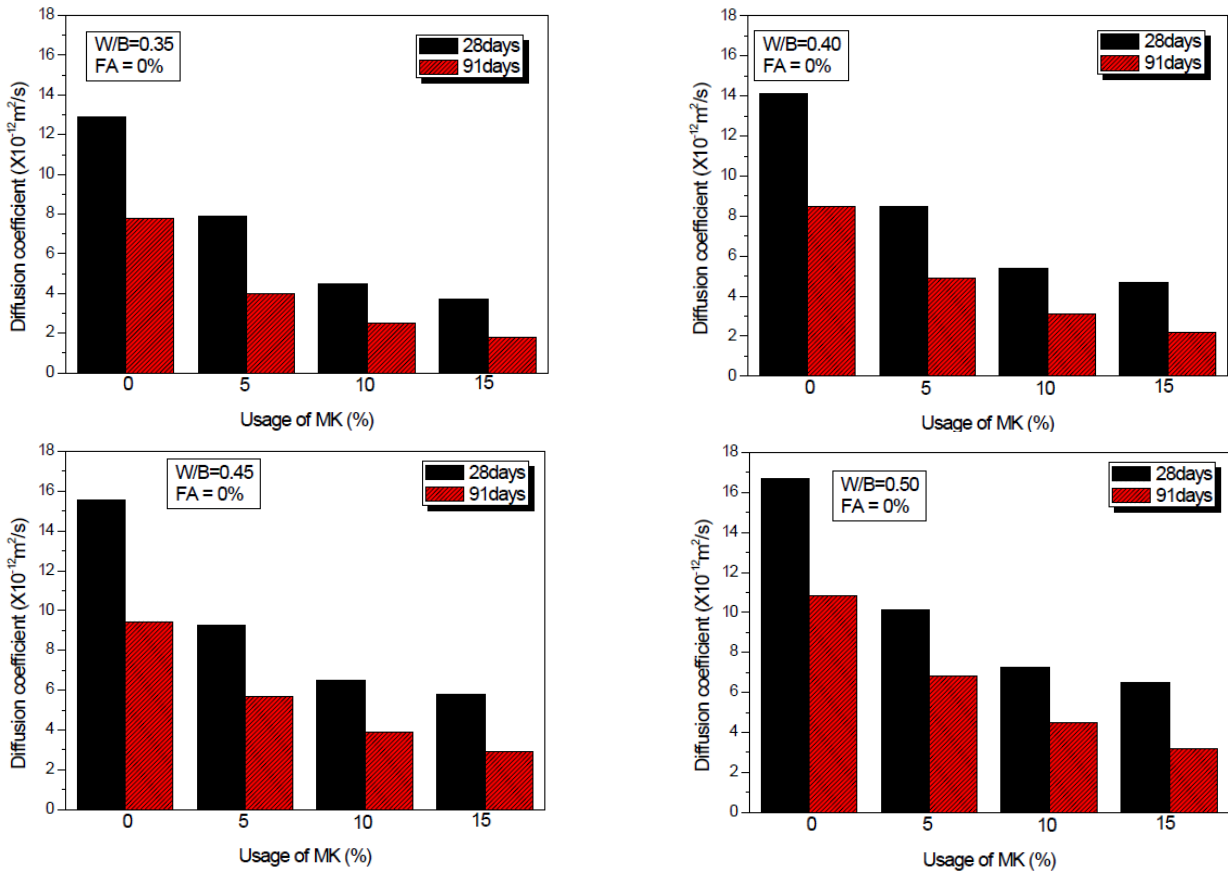 W/B=0.35
FA = 0%
28days
91days
Diffusion coefficient (X10⁻¹²m²/s)
18
16
14
12
10
8
6
4
2
0
0 5 10 15
Usage of MK (%)
W/B=0.40
FA = 0%
28days
91days
Diffusion coefficient (X10⁻¹²m²/s)
18
16
14
12
10
8
6
4
2
0
0 5 10 15
Usage of MK (%)
W/B=0.45
FA = 0%
28days
91days
Diffusion coefficient (X10⁻¹²m²/s)
18
16
14
12
10
8
6
4
2
0
0 5 10 15
Usage of MK (%)
W/B=0.50
FA = 0%
28days
91days
Diffusion coefficient (X10⁻¹²m²/s)
18
16
14
12
10
8
6
4
2
0
0 5 10 15
Usage of MK (%)